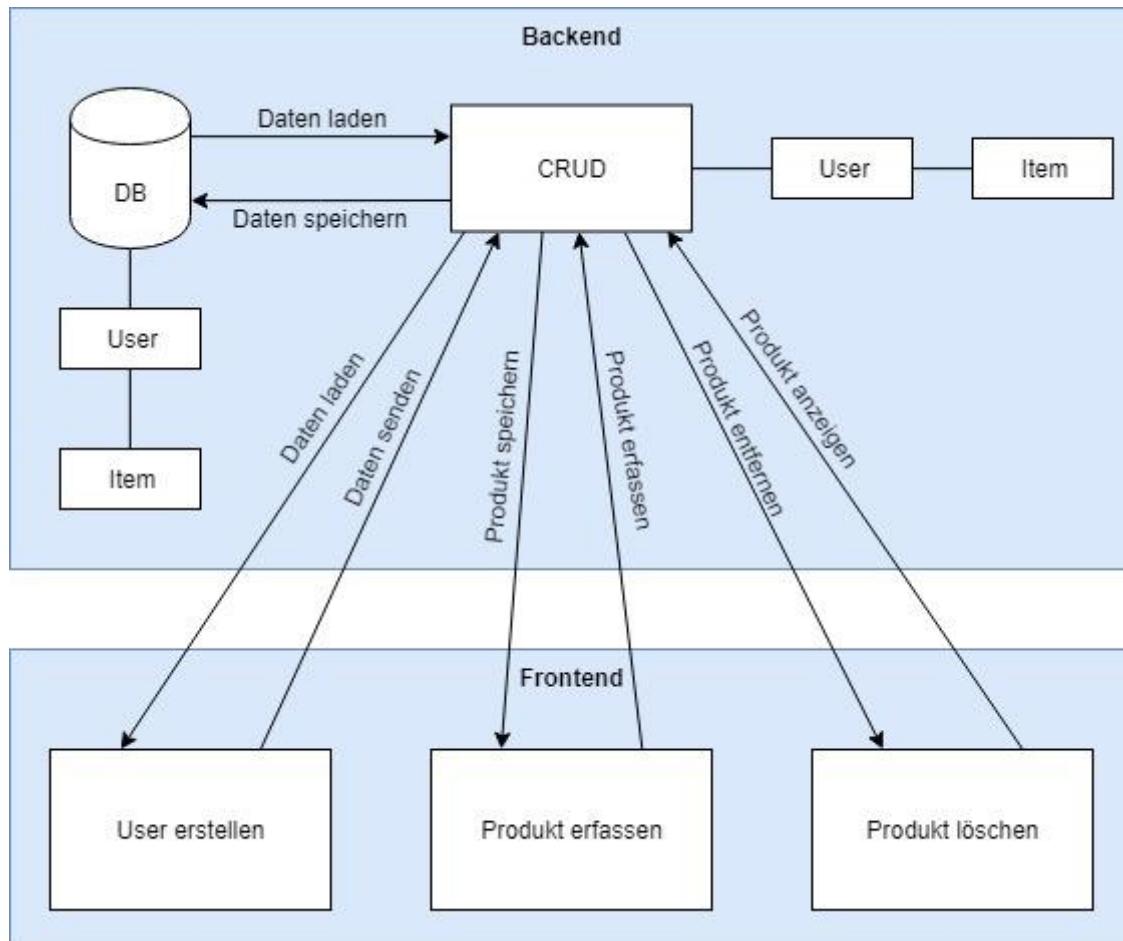 Backend
Daten laden
DB
CRUD
User
Item
Daten speichern
User
Item
Daten laden
Daten senden
Produkt speichern
Produkt erfassen
Produkt entfernen
Produkt anzeigen
Frontend
User erstellen
Produkt erfassen
Produkt löschen